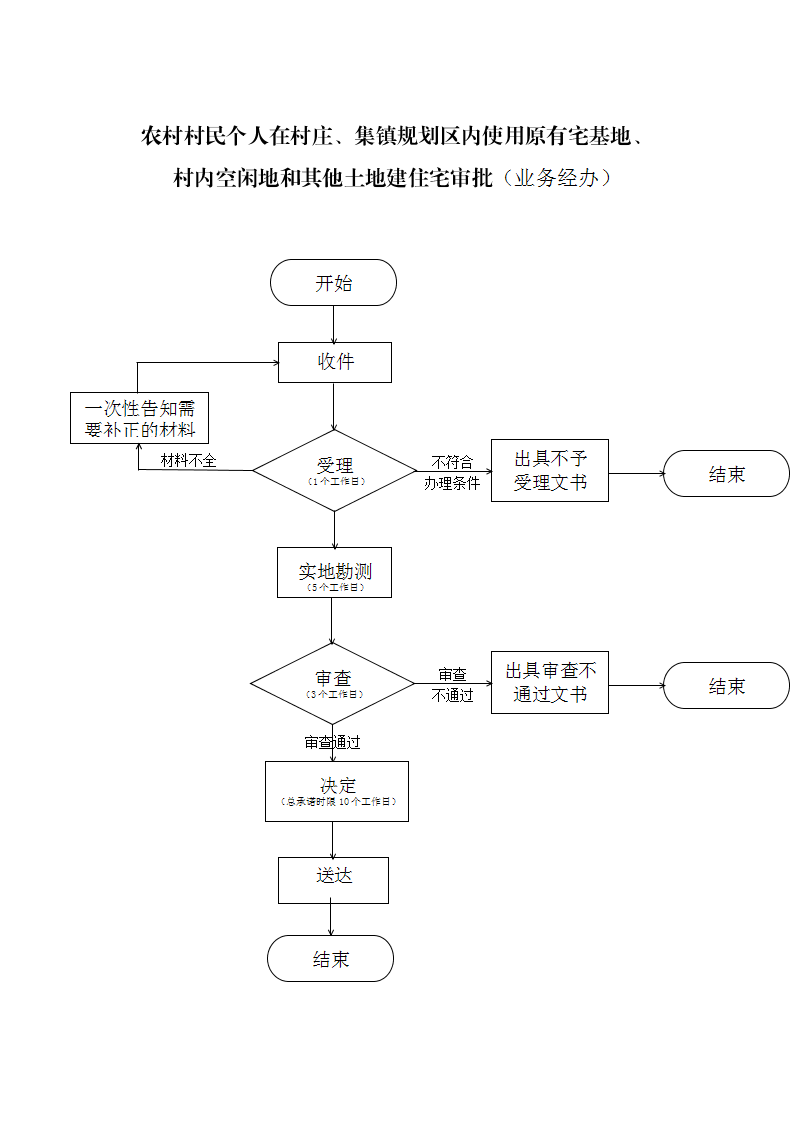 农村村民个人在村庄、集镇规划区内使用原有宅基地、
村内空闲地和其他土地建住宅审批（业务经办）
开始
收件
一次性告知需
要补正的材料
材料不全
受理
（1个工作日）
不符合
办理条件
出具不予
受理文书
结束
实地勘测
（5个工作日）
审查
（3个工作日）
审查
不通过
出具审查不
通过文书
结束
审查通过
决定
（总承诺时限10个工作日）
送达
结束